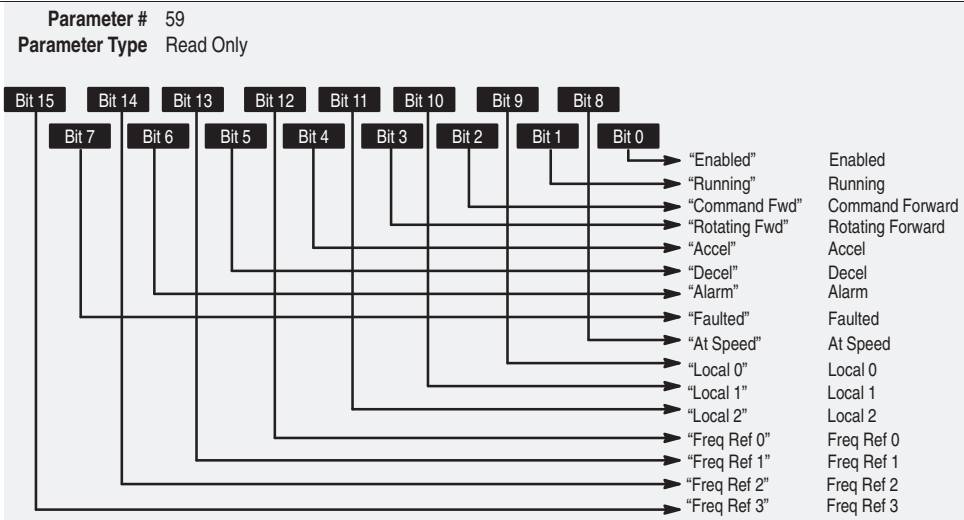 Parameter # 59
Parameter Type Read Only
Bit 15 Bit 14 Bit 13 Bit 12 Bit 11 Bit 10 Bit 9 Bit 8
Bit 7 Bit 6 Bit 5 Bit 4 Bit 3 Bit 2 Bit 1 Bit 0
“Enabled” Enabled
“Running” Running
“Command Fwd” Command Forward
“Rotating Fwd” Rotating Forward
“Accel” Accel
“Decel” Decel
“Alarm” Alarm
“Faulted” Faulted
“At Speed” At Speed
“Local 0” Local 0
“Local 1” Local 1
“Local 2” Local 2
“Freq Ref 0” Freq Ref 0
“Freq Ref 1” Freq Ref 1
“Freq Ref 2” Freq Ref 2
“Freq Ref 3” Freq Ref 3